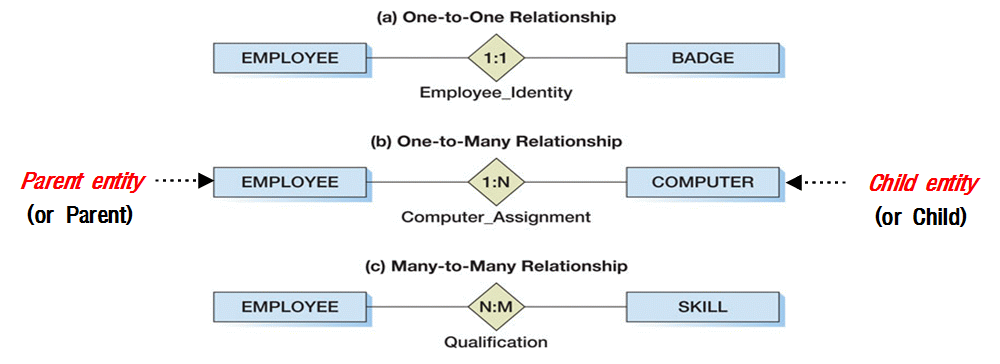 (a) One-to-One Relationship
EMPLOYEE 1:1 BADGE
Employee_Identity
(b) One-to-Many Relationship
Parent entity EMPLOYEE 1:N COMPUTER Child entity
(or Parent) Computer_Assignment (or Child)
(c) Many-to-Many Relationship
EMPLOYEE N:M SKILL
Qualification